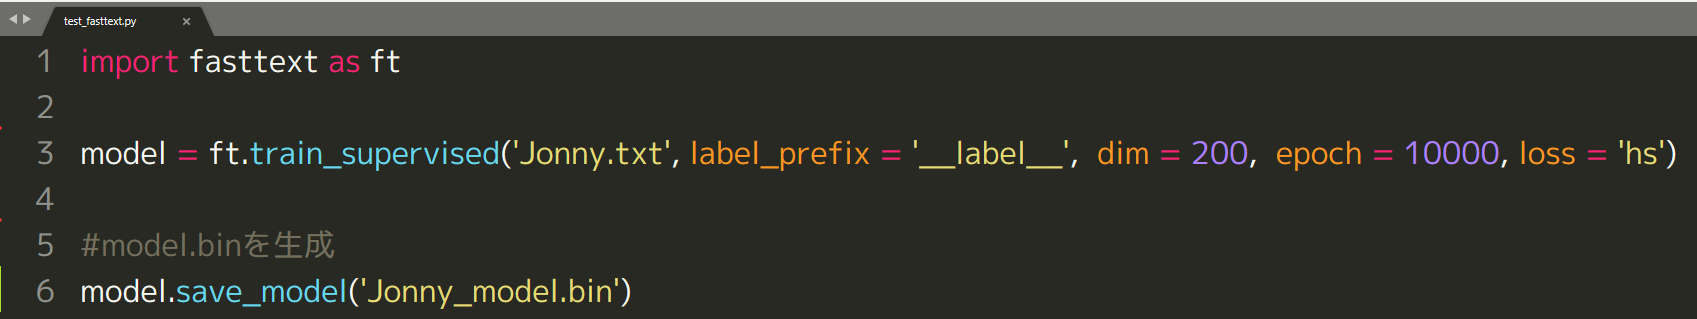 test_fasttext.py ×
1 import fasttext as ft
2
3 model = ft.train_supervised('Jonny.txt', label_prefix = '__label__', dim = 200, epoch = 10000, loss = 'hs')
4
5 #model.binを生成
6 model.save_model('Jonny_model.bin')